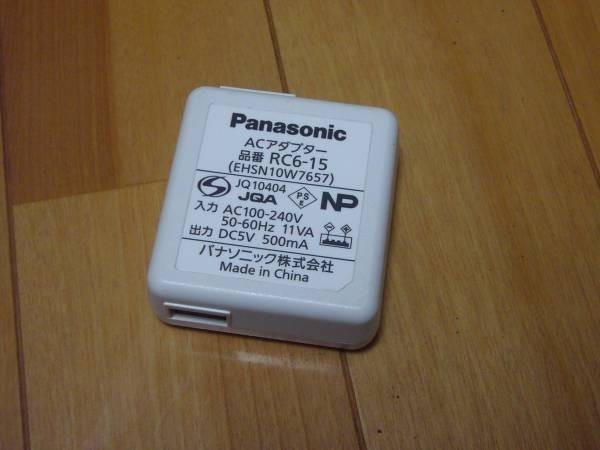 Panasonic
ACアダプター
品番 RC6-15
(EHSN10W7657)
S JQ10404 JQA PS E NP
入力 AC100-240V
50-60Hz 11VA
出力 DC5V 500mA
パナソニック株式会社
Made in China